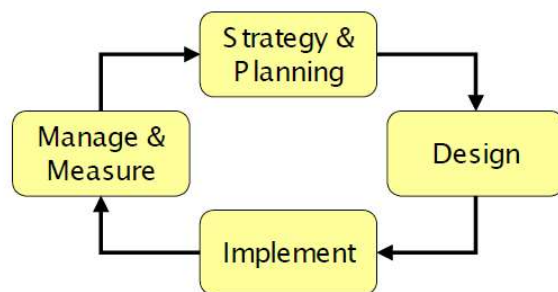 Strategy &
Planning
Design
Implement
Manage &
Measure